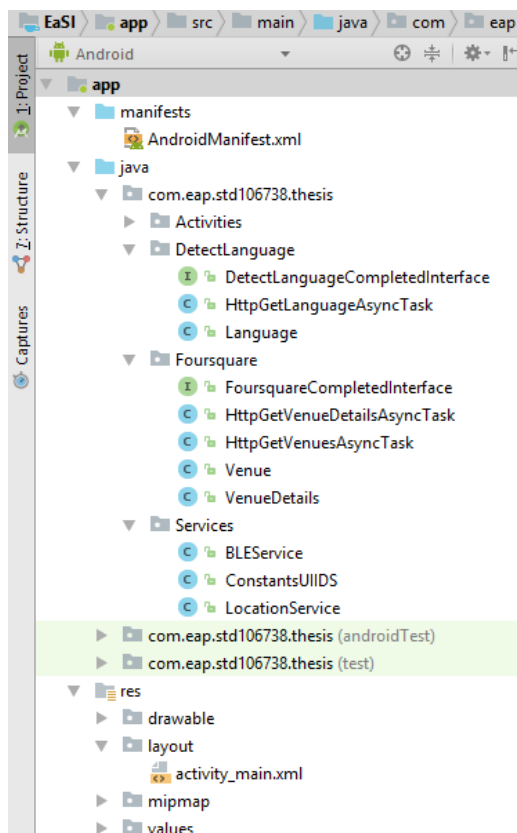 EaSI app src main java com eap
Android
1: Project
7: Structure
Captures
app
manifests
AndroidManifest.xml
java
com.eap.std106738.thesis
Activities
DetectLanguage
DetectLanguageCompletedInterface
HttpGetLanguageAsyncTask
Language
Foursquare
FoursquareCompletedInterface
HttpGetVenueDetailsAsyncTask
HttpGetVenuesAsyncTask
Venue
VenueDetails
Services
BLEService
ConstantsUIIDS
LocationService
com.eap.std106738.thesis (androidTest)
com.eap.std106738.thesis (test)
res
drawable
layout
activity_main.xml
mipmap
values